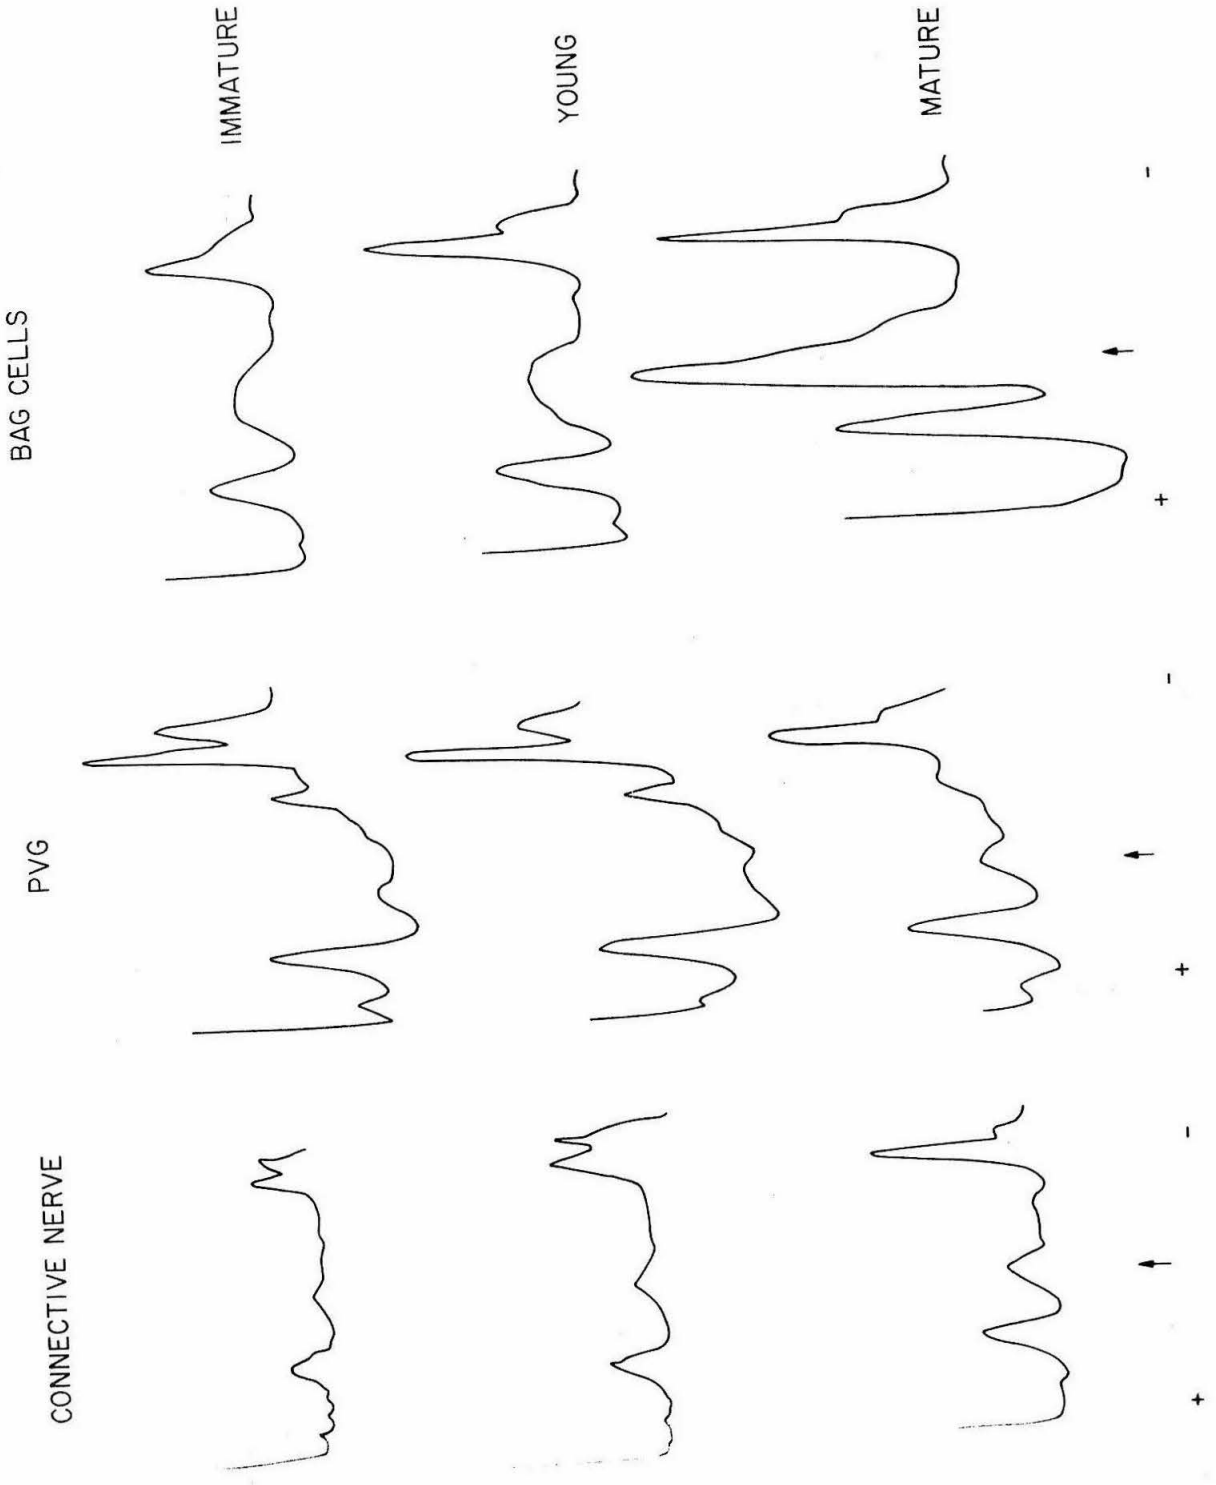 CONNECTIVE NERVE
PVG
BAG CELLS
IMMATURE
YOUNG
MATURE
+
-
+
-
+
-